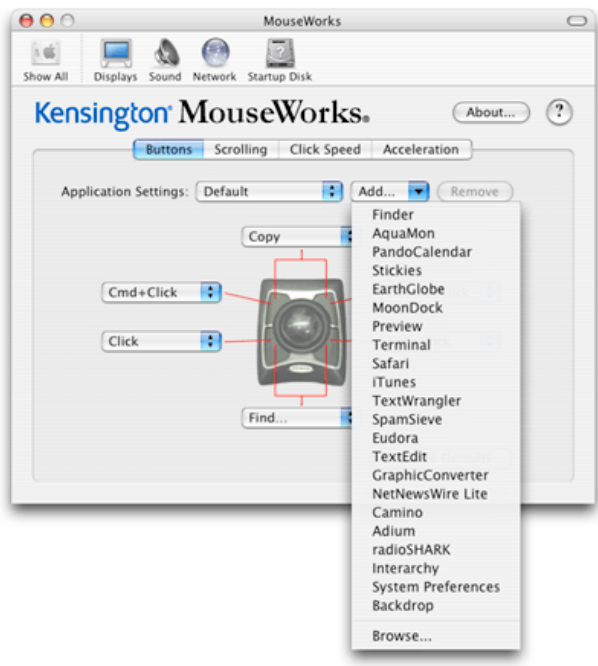 MouseWorks
Show All Displays Sound Network Startup Disk
Kensington® MouseWorks® About... ?
Buttons Scrolling Click Speed Acceleration
Application Settings: Default Add... Remove
Finder
AquaMon
PandoCalendar
Stickies
EarthGlobe
MoonDock
Preview
Terminal
Safari
iTunes
TextWrangler
SpamSieve
Eudora
TextEdit
GraphicConverter
NetNewsWire Lite
Camino
Adium
radioSHARK
Interarchy
System Preferences
Backdrop
Browse...
Copy
Cmd+Click
Click
Find...